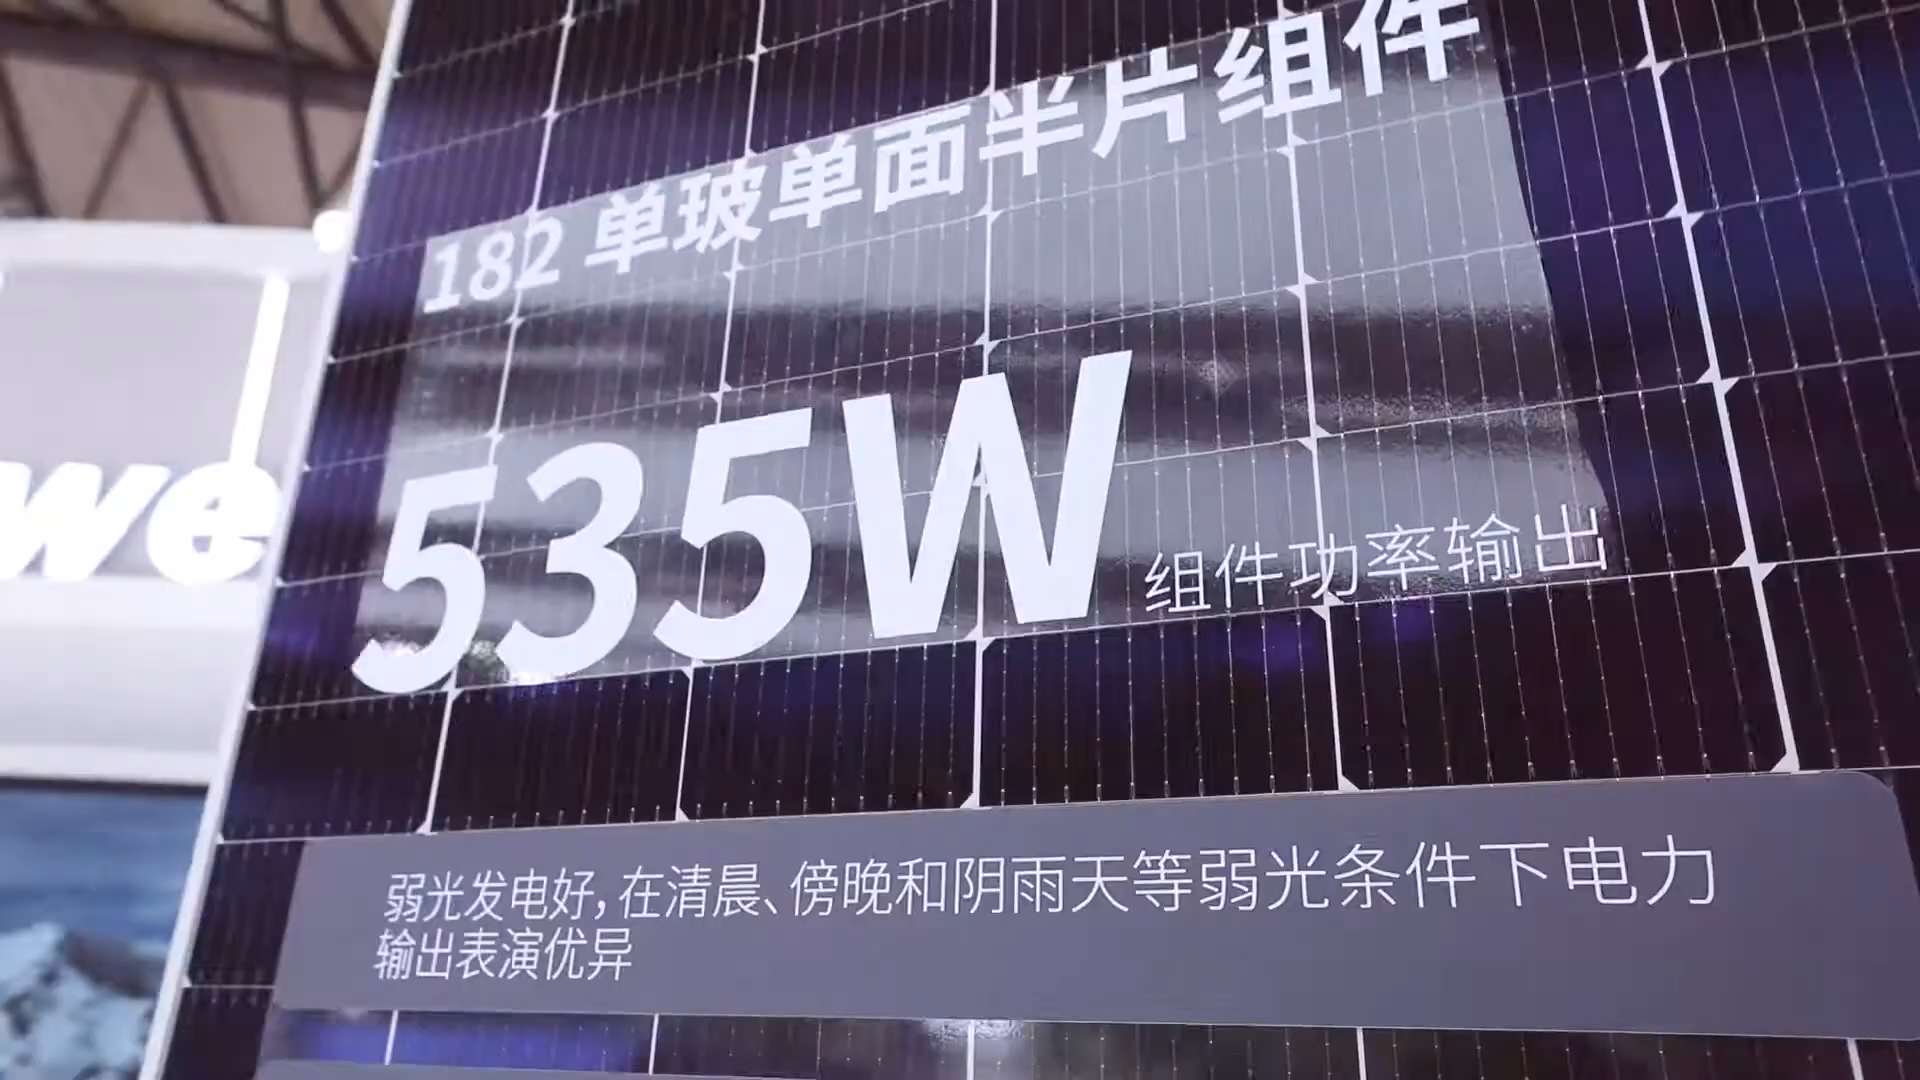 182 单玻单面半片组件
535W 组件功率输出
we
弱光发电好，在清晨、傍晚和阴雨天等弱光条件下电力
输出表演优异